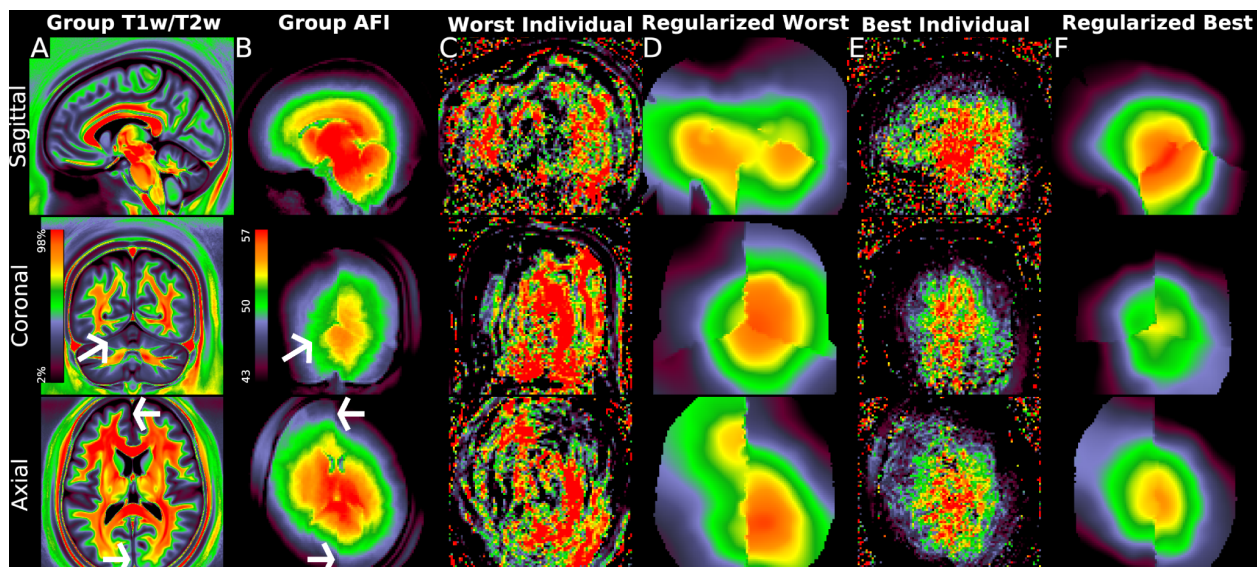 Group T1w/T2w Group AFI Worst Individual Regularized Worst Best Individual Regularized Best
A B C D E F
Sagittal
98% 57
Coronal 50
2% 43
Axial